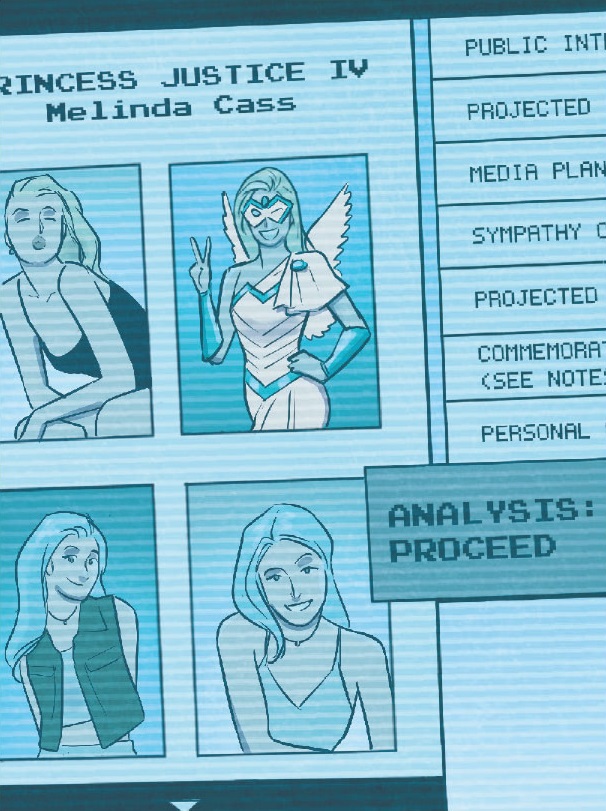 RINCESS JUSTICE IV
Melinda Cass
PUBLIC INT
PROJECTED
MEDIA PLAN
SYMPATHY C
PROJECTED
COMMEMORAT
(SEE NOTES
PERSONAL
ANALYSIS:
PROCEED